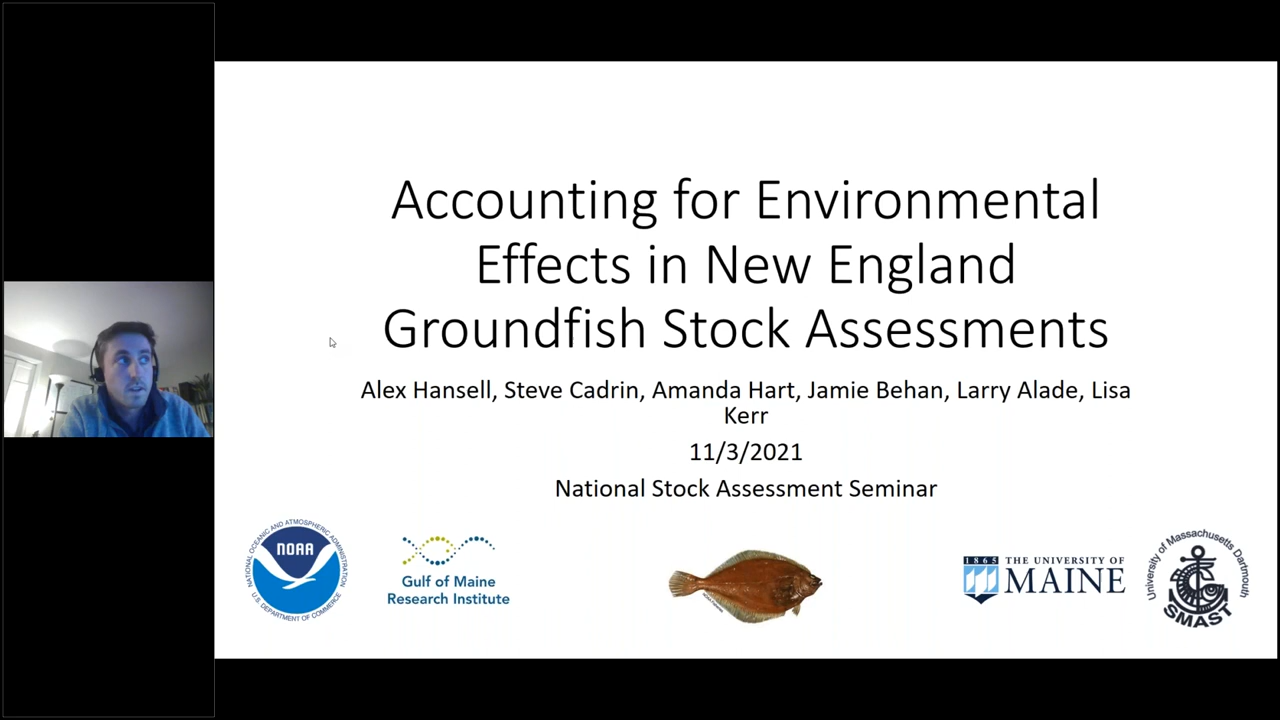 Accounting for Environmental
Effects in New England
Groundfish Stock Assessments
Alex Hansell, Steve Cadrin, Amanda Hart, Jamie Behan, Larry Alade, Lisa
Kerr
11/3/2021
National Stock Assessment Seminar
NATIONAL OCEANIC AND ATMOSPHERIC ADMINISTRATION
NOAA
U.S. DEPARTMENT OF COMMERCE
Gulf of Maine
Research Institute
1865 THE UNIVERSITY OF
MAINE
University of Massachusetts Dartmouth
SMAST